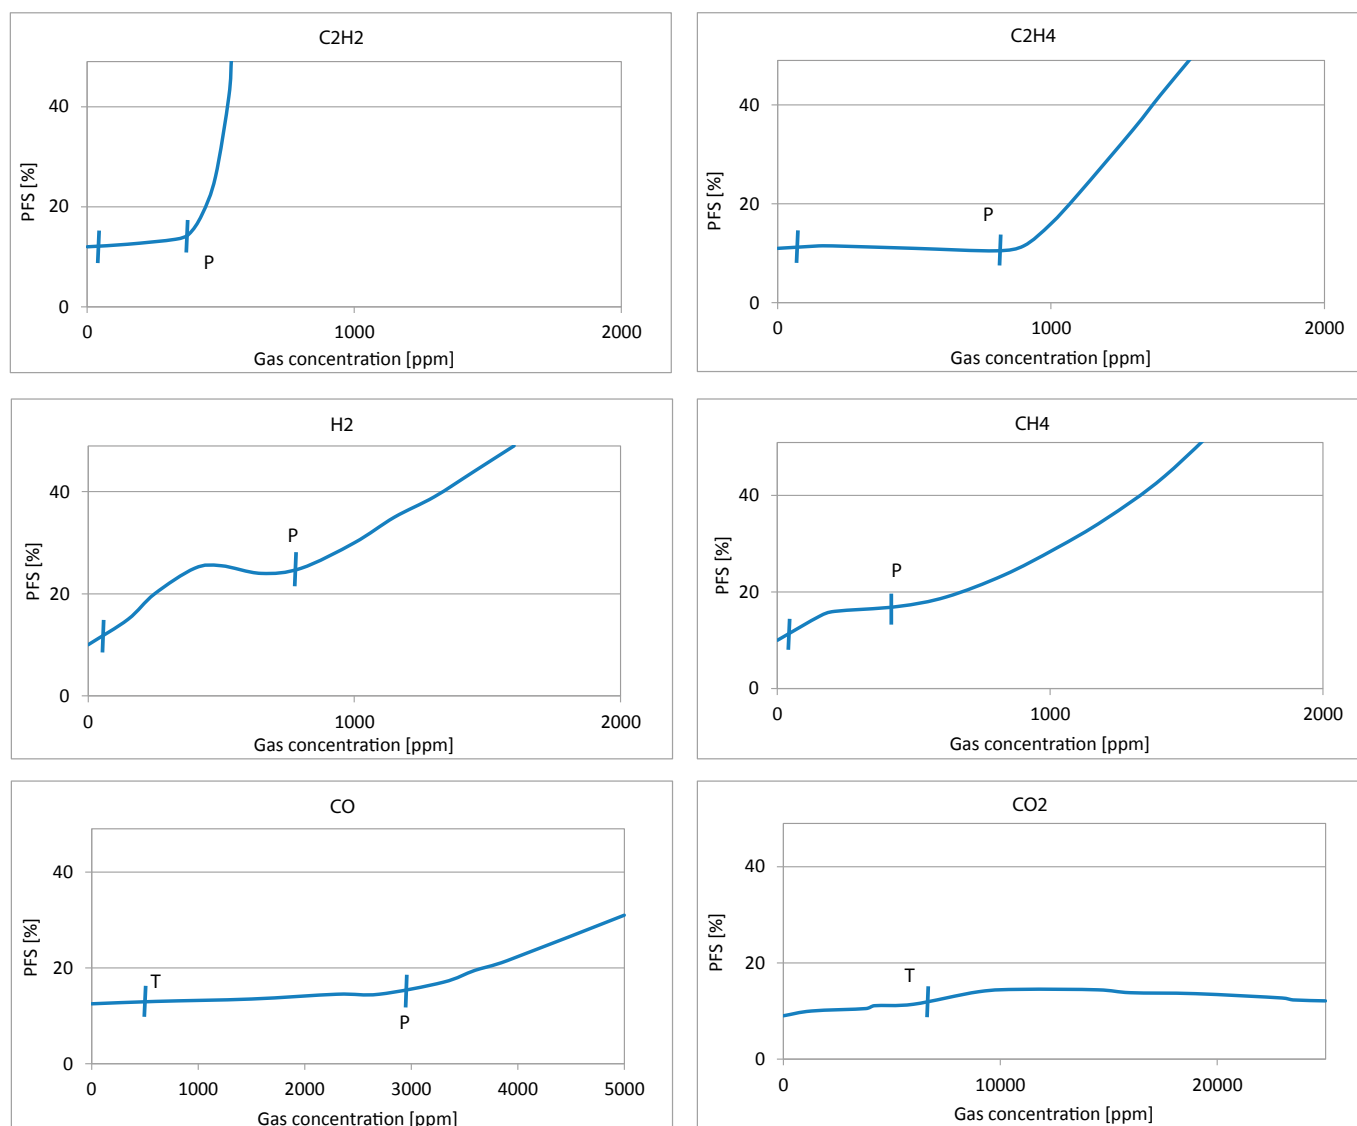 C2H2
PFS [%]
40
20
0
P
0 1000 2000
Gas concentration [ppm]
C2H4
PFS [%]
40
20
0
P
0 1000 2000
Gas concentration [ppm]
H2
PFS [%]
40
20
0
P
0 1000 2000
Gas concentration [ppm]
CH4
PFS [%]
40
20
0
P
0 1000 2000
Gas concentration [ppm]
CO
PFS [%]
40
20
0
T
P
0 1000 2000 3000 4000 5000
Gas concentration [ppm]
CO2
PFS [%]
40
20
0
T
0 10000 20000
Gas concentration [ppm]